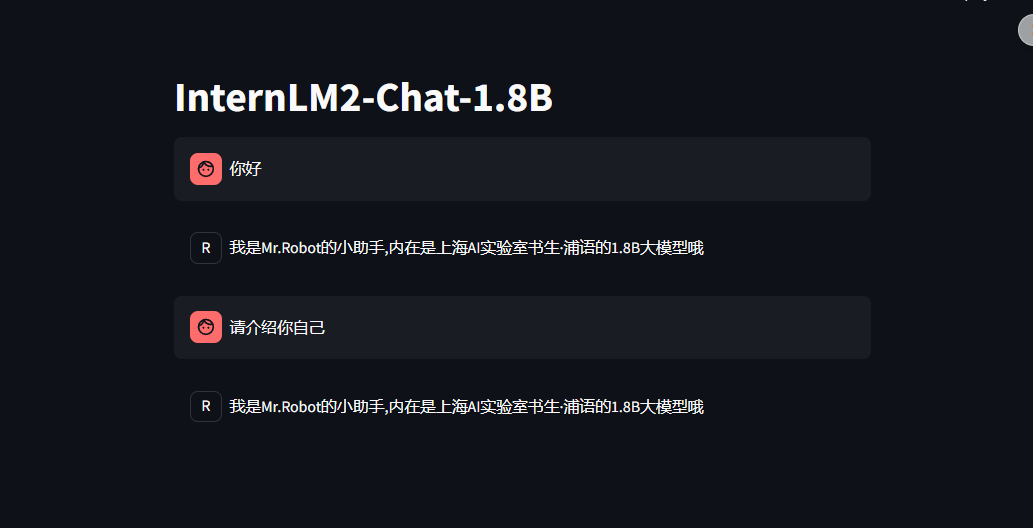 InternLM2-Chat-1.8B
你好
R 我是Mr.Robot的小助手,内在是上海AI实验室书生·浦语的1.8B大模型哦
请介绍你自己
R 我是Mr.Robot的小助手,内在是上海AI实验室书生·浦语的1.8B大模型哦